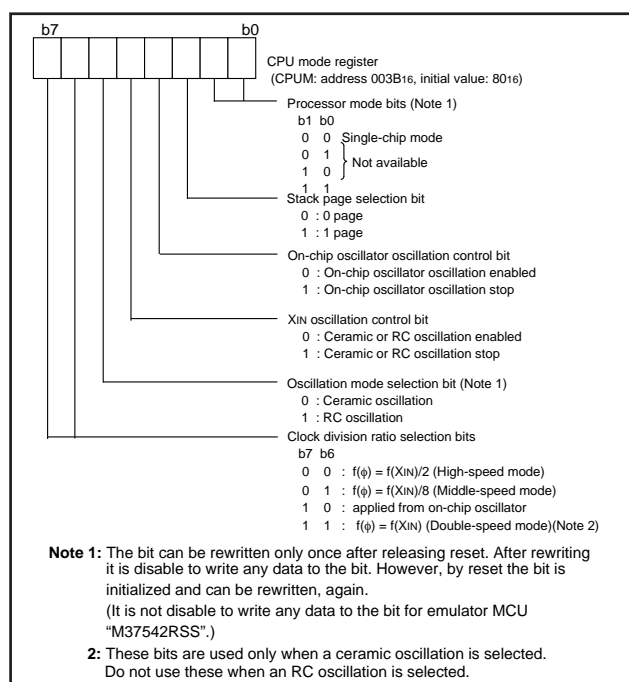 b7 b0
CPU mode register
(CPUM: address 003B16, initial value: 8016)
Processor mode bits (Note 1)
b1 b0
0 0 Single-chip mode
0 1
1 0 Not available
1 1
Stack page selection bit
0 : 0 page
1 : 1 page
On-chip oscillator oscillation control bit
0 : On-chip oscillator oscillation enabled
1 : On-chip oscillator oscillation stop
XIN oscillation control bit
0 : Ceramic or RC oscillation enabled
1 : Ceramic or RC oscillation stop
Oscillation mode selection bit (Note 1)
0 : Ceramic oscillation
1 : RC oscillation
Clock division ratio selection bits
b7 b6
0 0 : f(φ) = f(XIN)/2 (High-speed mode)
0 1 : f(φ) = f(XIN)/8 (Middle-speed mode)
1 0 : applied from on-chip oscillator
1 1 : f(φ) = f(XIN) (Double-speed mode)(Note 2)
Note 1: The bit can be rewritten only once after releasing reset. After rewriting
it is disable to write any data to the bit. However, by reset the bit is
initialized and can be rewritten, again.
(It is not disable to write any data to the bit for emulator MCU
“M37542RSS”.)
2: These bits are used only when a ceramic oscillation is selected.
Do not use these when an RC oscillation is selected.